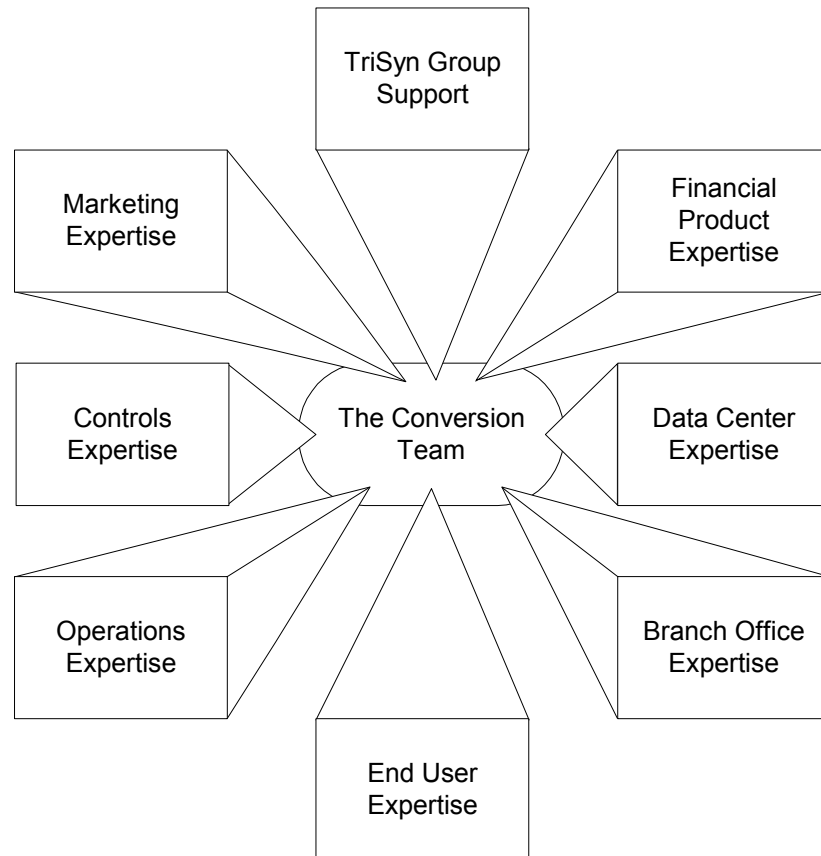 TriSyn Group
Support
Marketing
Expertise
Financial
Product
Expertise
Controls
Expertise
The Conversion
Team
Data Center
Expertise
Operations
Expertise
Branch Office
Expertise
End User
Expertise